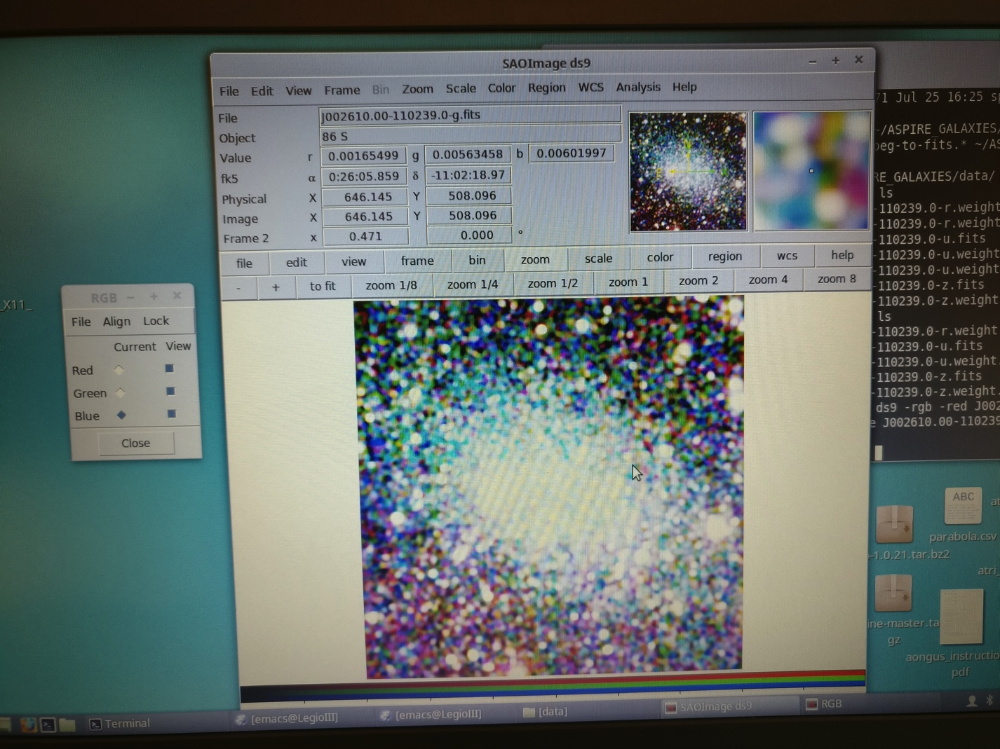 SAOImage ds9
File Edit View Frame Bin Zoom Scale Color Region WCS Analysis Help
File J002610.00-110239.0-g.fits
Object 86 S
Value r 0.00165499 g 0.00563458 b 0.00601997
fk5 α 0:26:05.859 δ -11:02:18.97
Physical X 646.145 Y 508.096
Image X 646.145 Y 508.096
Frame 2 x 0.471 0.000 °
file edit view frame bin zoom scale color region wcs help
- + to fit zoom 1/8 zoom 1/4 zoom 1/2 zoom 1 zoom 2 zoom 4 zoom 8
_X11_
RGB
File Align Lock
Current View
Red
Green
Blue
Close
71 Jul 25 16:25 sp
~/ASPIRE_GALAXIES/
peg-to-fits.* ~/AS
RE_GALAXIES/data/
ls
-110239.0-r.weight
-110239.0-r.weight
-110239.0-u.fits
-110239.0-u.weight
-110239.0-u.weight
-110239.0-z.fits
-110239.0-z.weight
ls
-110239.0-r.weight
-110239.0-u.fits
-110239.0-u.weight
-110239.0-z.fits
-110239.0-z.weight.
ds9 -rgb -red J002
e J002610.00-110239
ABC
at
parabola.csv
-1.0.21.tar.bz2
atri_
ine-master.ta
gz
aongus_instructio
pdf
Terminal [emacs@LegioIII] [emacs@LegioIII] [data] SAOImage ds9 RGB